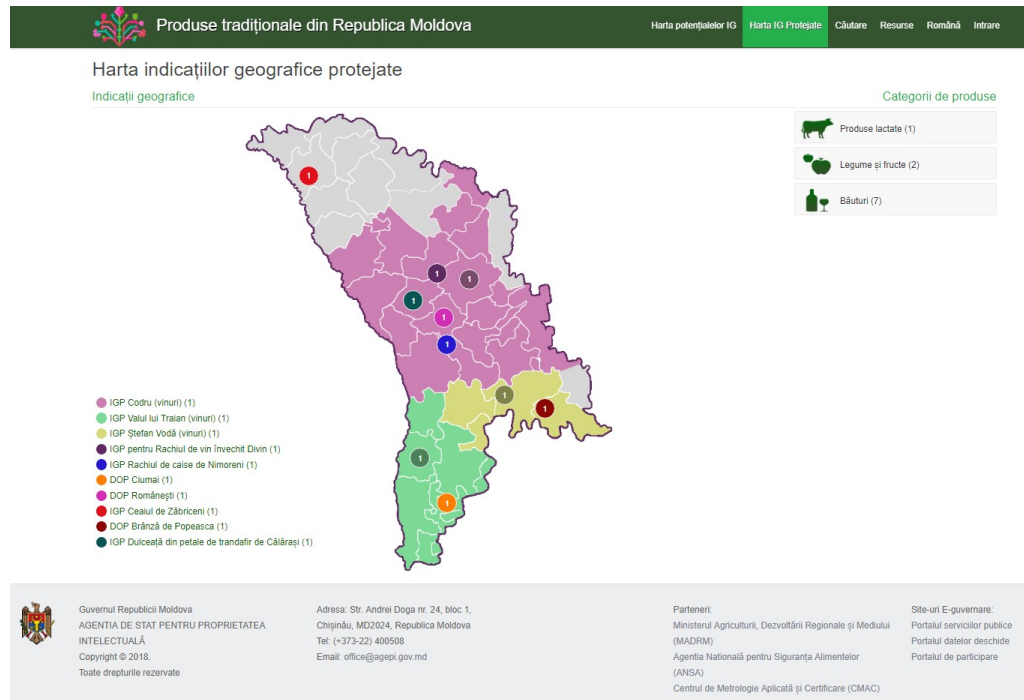 Produse tradiționale din Republica Moldova
Harta potențialelor IG
Harta IG Protejate
Căutare
Resurse
Română
Intrare
Harta indicațiilor geografice protejate
Indicații geografice
Categorii de produse
Produse lactate (1)
Legume și fructe (2)
Băuturi (7)
1
1
1
1
1
1
1
1
1
1
IGP Codru (vinuri) (1)
IGP Valul lui Traian (vinuri) (1)
IGP Ștefan Vodă (vinuri) (1)
IGP pentru Rachiul de vin învechit Divin (1)
IGP Rachiul de caise de Nimoreni (1)
DOP Ciumai (1)
DOP Românești (1)
IGP Ceaiul de Zăbriceni (1)
DOP Brânză de Popeasca (1)
IGP Dulceață din petale de trandafir de Călărași (1)
Guvernul Republicii Moldova
AGENTIA DE STAT PENTRU PROPRIETATEA
INTELECTUALĂ
Copyright © 2018.
Toate drepturile rezervate
Adresa: Str. Andrei Doga nr. 24, bloc 1,
Chișinău, MD2024, Republica Moldova
Tel: (+373-22) 400508
Email: office@agepi.gov.md
Parteneri:
Ministerul Agriculturii, Dezvoltării Regionale și Mediului
(MADRM)
Agentia Natională pentru Siguranța Alimentelor
(ANSA)
Centrul de Metrologie Aplicată și Certificare (CMAC)
Site-uri E-guvernare:
Portalul serviciilor publice
Portalul datelor deschide
Portalul de participare